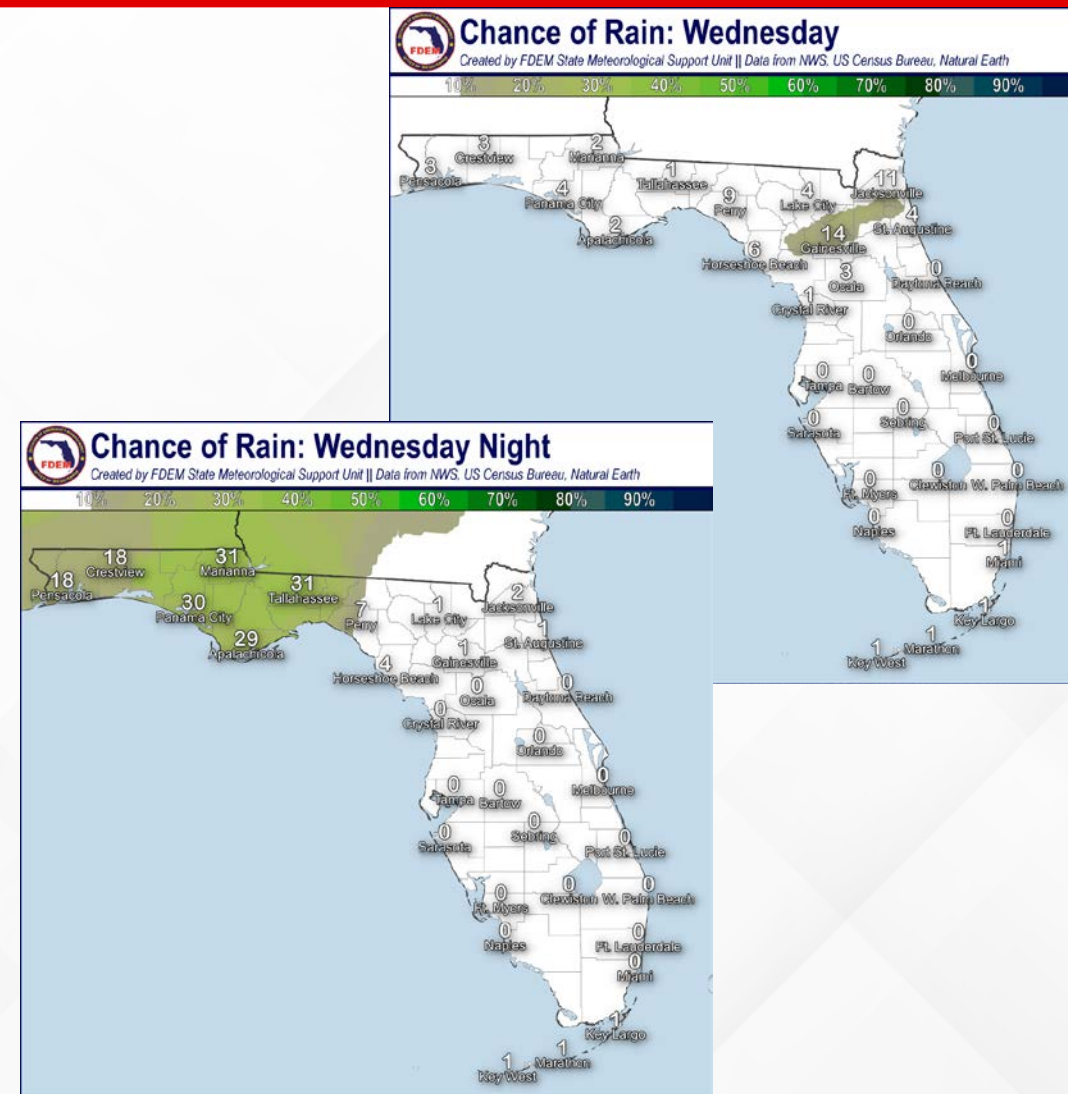 FDEM
Chance of Rain: Wednesday
Created by FDEM State Meteorological Support Unit || Data from NWS, US Census Bureau, Natural Earth
10% 20% 30% 40% 50% 60% 70% 80% 90%
3
Crestview
2
Marianna
3
Pensacola
1
Tallahassee
4
Panama City
9
Perry
4
Lake City
11
Jacksonville
2
Apalachicola
4
St. Augustine
14
Gainesville
6
Horseshoe Beach
3
Ocala
0
Daytona Beach
1
Crystal River
0
Orlando
0
Melbourne
0
Tampa
0
Bartow
0
Sarasota
0
Sebring
0
Port St. Lucie
0
Ft. Myers
0
Clewiston
0
W. Palm Beach
0
Naples
0
Ft. Lauderdale
1
Miami
1
Key Largo
1
Marathon
1
Key West
FDEM
Chance of Rain: Wednesday Night
Created by FDEM State Meteorological Support Unit || Data from NWS, US Census Bureau, Natural Earth
10% 20% 30% 40% 50% 60% 70% 80% 90%
18
Crestview
31
Marianna
18
Pensacola
31
Tallahassee
30
Panama City
7
Perry
1
Lake City
2
Jacksonville
29
Apalachicola
1
St. Augustine
1
Gainesville
4
Horseshoe Beach
0
Ocala
0
Daytona Beach
0
Crystal River
0
Orlando
0
Melbourne
0
Tampa
0
Bartow
0
Sarasota
0
Sebring
0
Port St. Lucie
0
Ft. Myers
0
Clewiston
0
W. Palm Beach
0
Naples
0
Ft. Lauderdale
0
Miami
1
Key Largo
1
Marathon
1
Key West